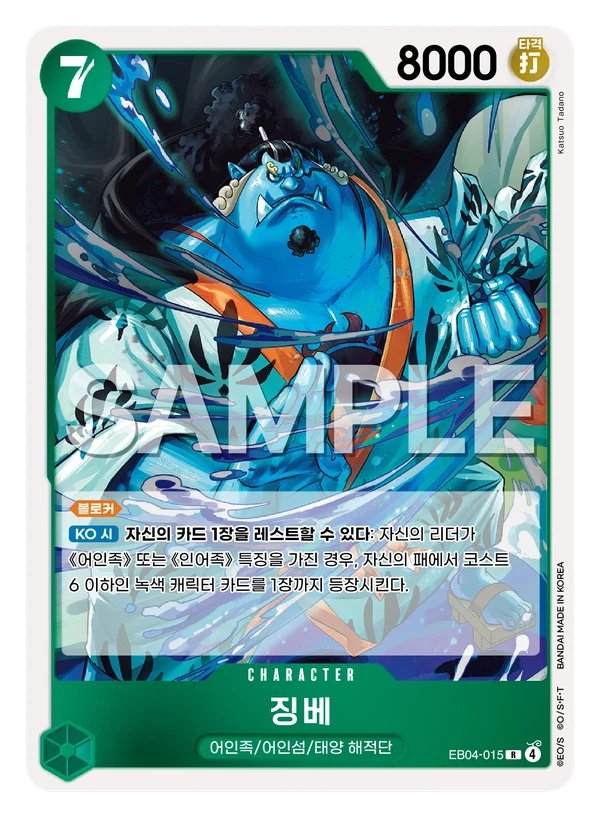 7
8000
타격
打
Katsuo Tadano
SAMPLE
블로커
KO 시 자신의 카드 1장을 레스트할 수 있다: 자신의 리더가
《어인족》 또는 《인어족》 특징을 가진 경우, 자신의 패에서 코스트
6 이하인 녹색 캐릭터 카드를 1장까지 등장시킨다.
CHARACTER
징베
어인족/어인섬/태양 해적단
EB04-015 R 4
©EO/S ©O/S·F·T BANDAI MADE IN KOREA